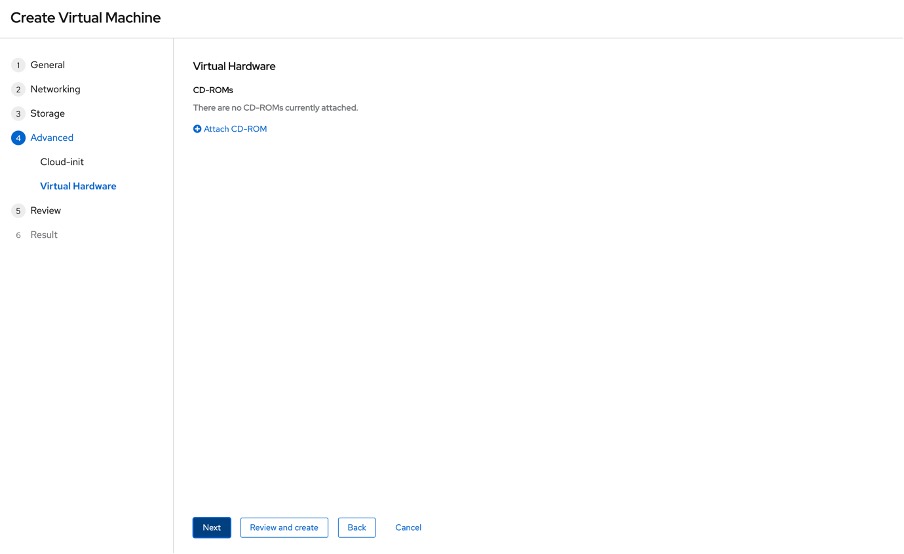 Create Virtual Machine
1 General
2 Networking
3 Storage
4 Advanced
Cloud-init
Virtual Hardware
5 Review
6 Result
Virtual Hardware
CD-ROMs
There are no CD-ROMs currently attached.
Attach CD-ROM
Next Review and create Back Cancel